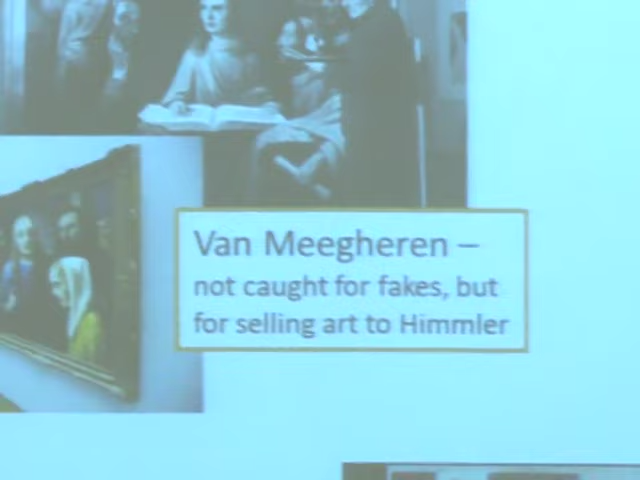 Van Meegheren –
not caught for fakes, but
for selling art to Himmler